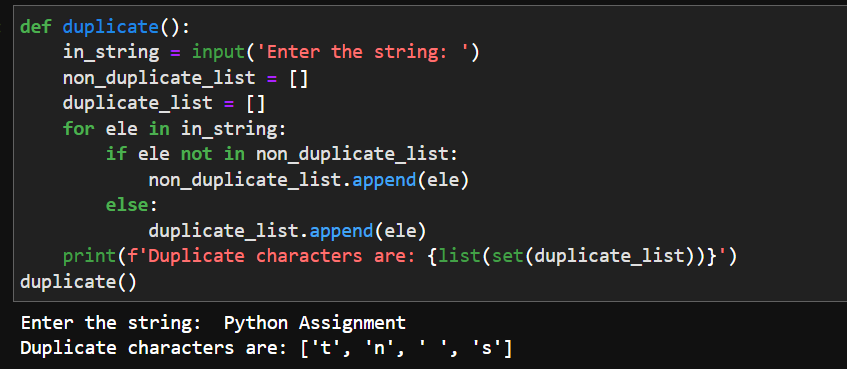 def duplicate():
    in_string = input('Enter the string: ')
    non_duplicate_list = []
    duplicate_list = []
    for ele in in_string:
        if ele not in non_duplicate_list:
            non_duplicate_list.append(ele)
        else:
            duplicate_list.append(ele)
    print(f'Duplicate characters are: {list(set(duplicate_list))}')
duplicate()
Enter the string:  Python Assignment
Duplicate characters are: ['t', 'n', ' ', 's']